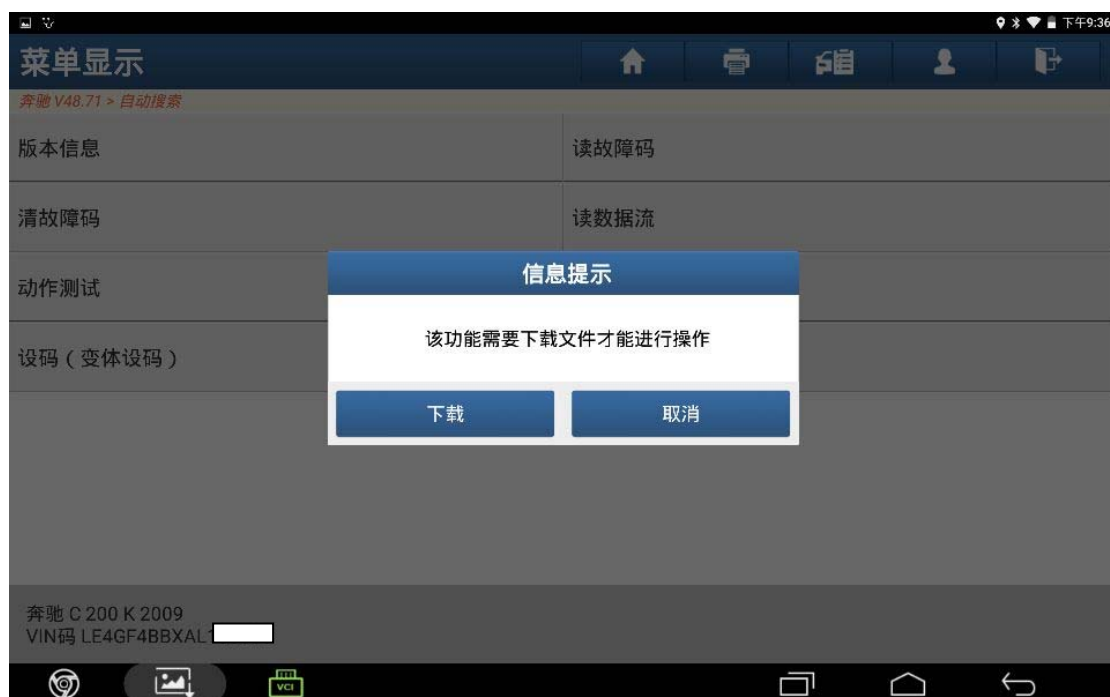 下午9:36
菜单显示
奔驰 V48.71 > 自动搜索
版本信息
读故障码
清故障码
读数据流
动作测试
设码（变体设码）
信息提示
该功能需要下载文件才能进行操作
下载
取消
奔驰 C 200 K 2009
VIN码 LE4GF4BBXAL1
VCI